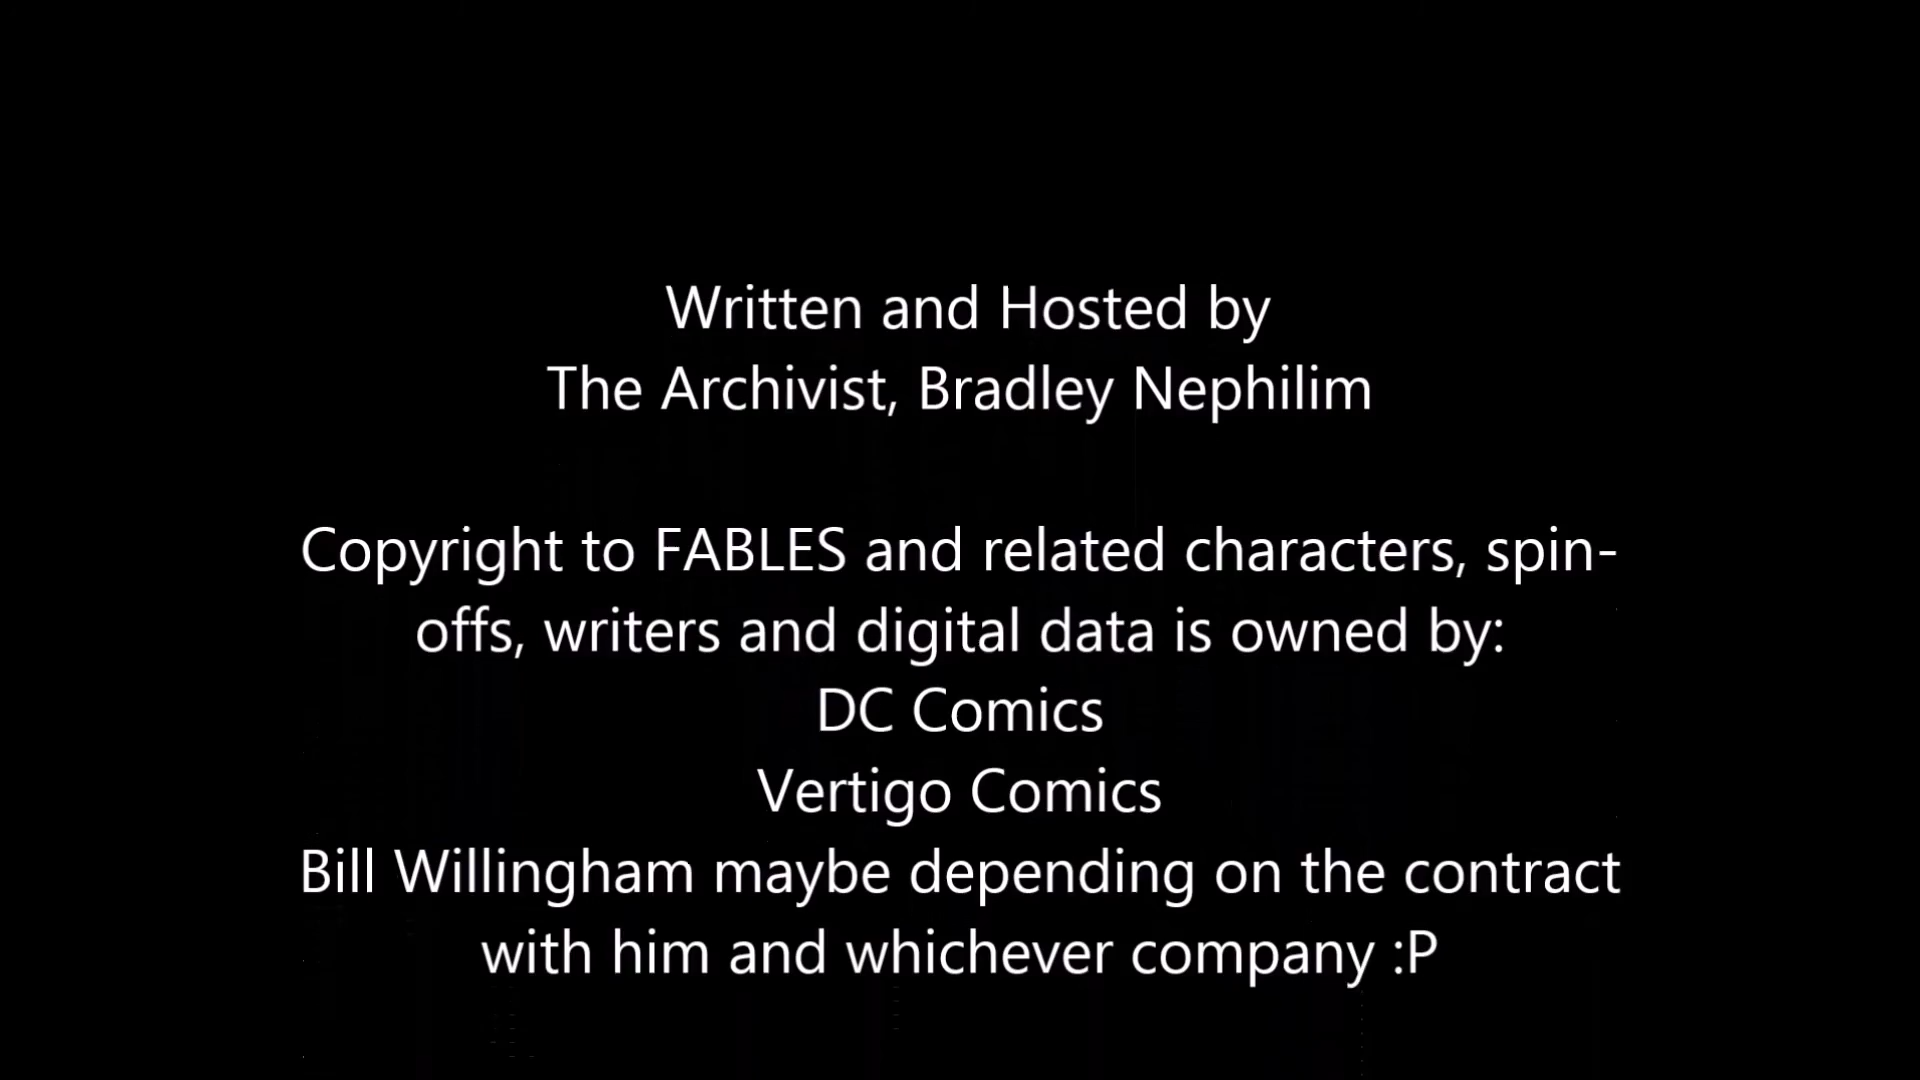 Written and Hosted by
The Archivist, Bradley Nephilim
Copyright to FABLES and related characters, spin-
offs, writers and digital data is owned by:
DC Comics
Vertigo Comics
Bill Willingham maybe depending on the contract
with him and whichever company :P